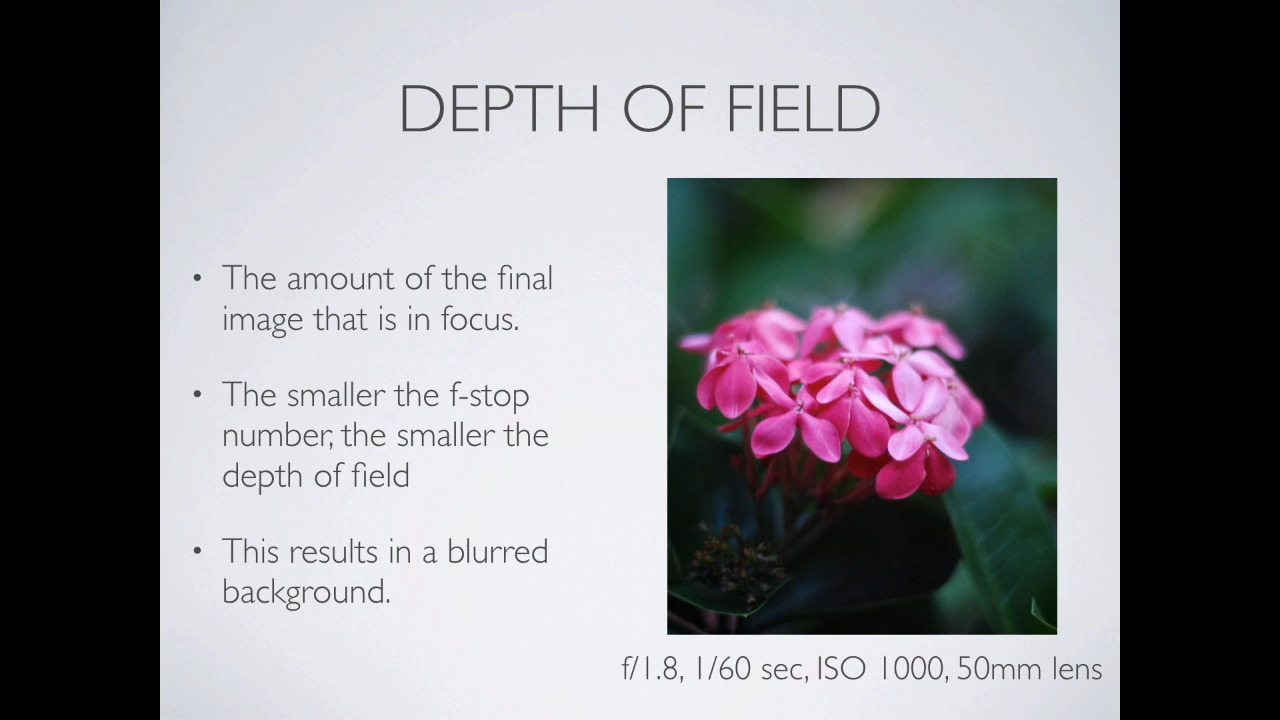 DEPTH OF FIELD
• The amount of the final
image that is in focus.
• The smaller the f-stop
number, the smaller the
depth of field
• This results in a blurred
background.
f/1.8, 1/60 sec, ISO 1000, 50mm lens